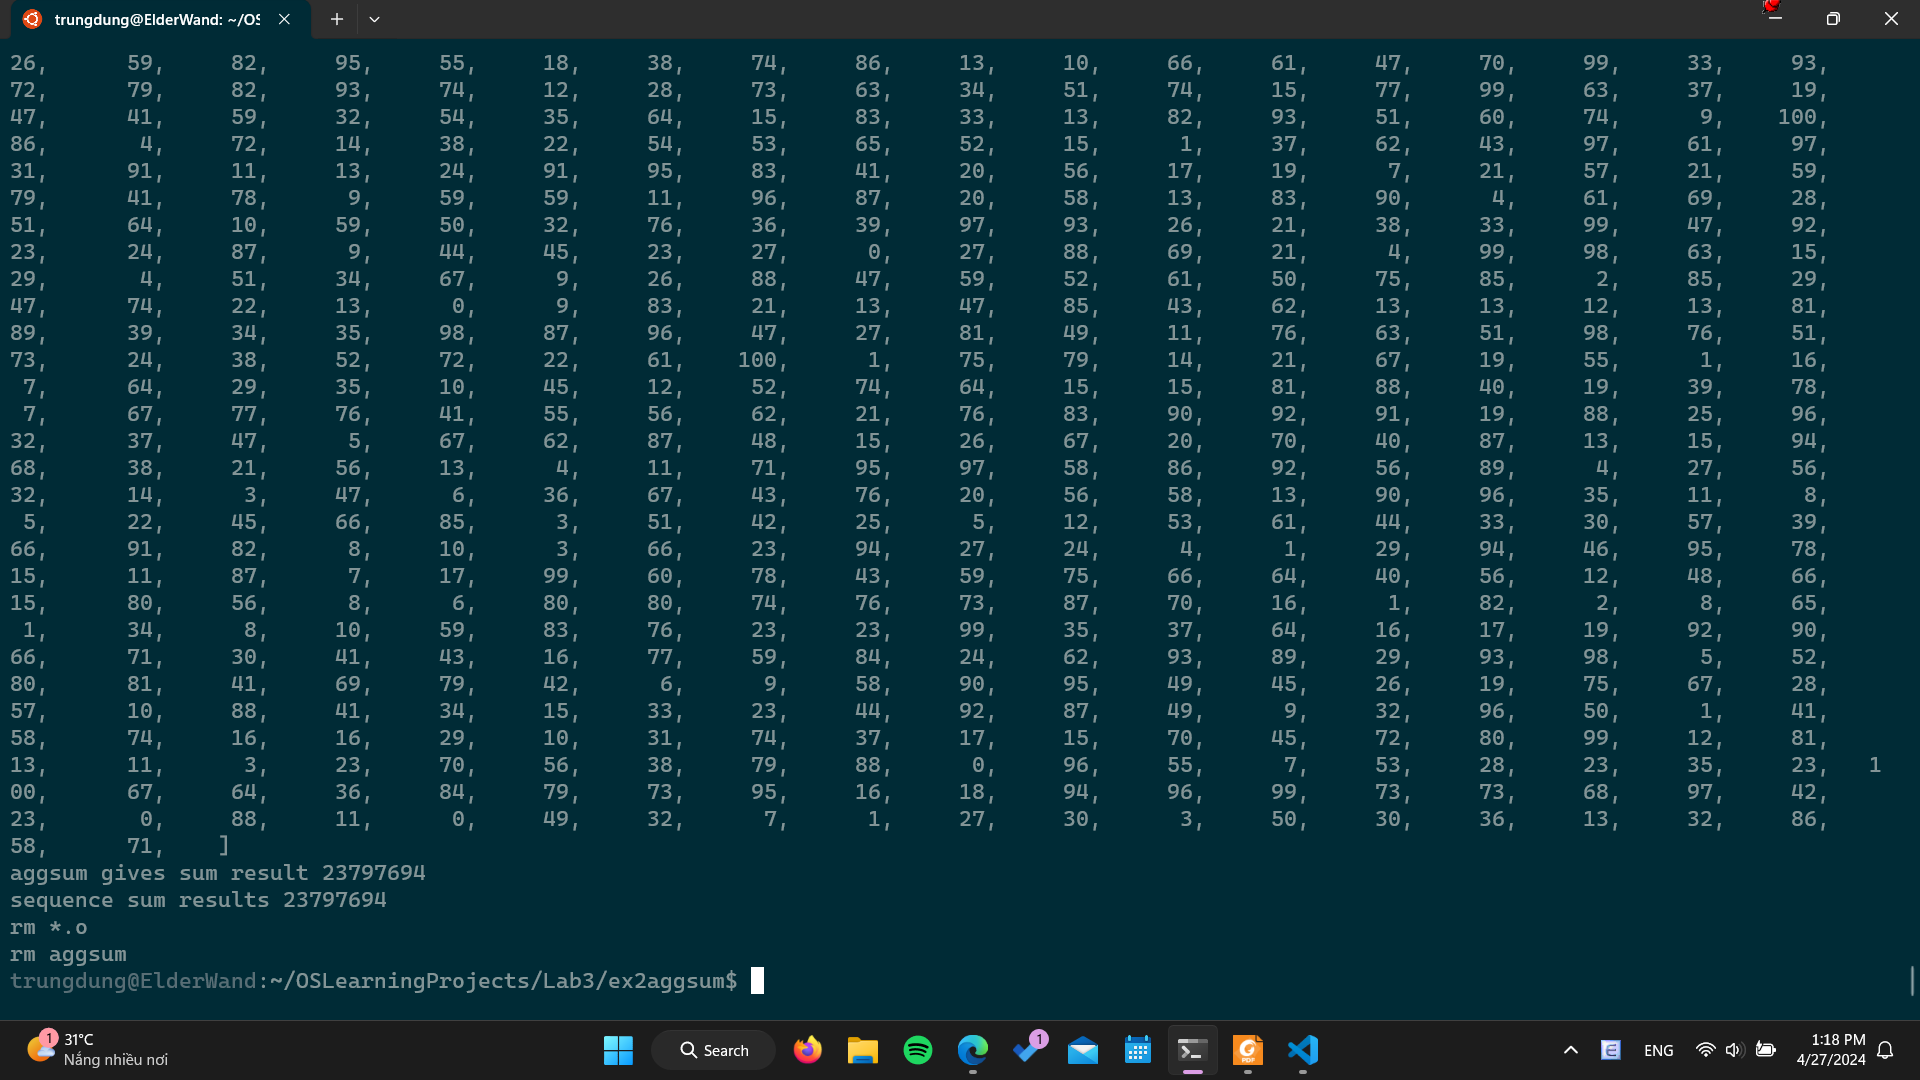 trungdung@ElderWand: ~/OS
26, 59, 82, 95, 55, 18, 38, 74, 86, 13, 10, 66, 61, 47, 70, 99, 33, 93,
72, 79, 82, 93, 74, 12, 28, 73, 63, 34, 51, 74, 15, 77, 99, 63, 37, 19,
47, 41, 59, 32, 54, 35, 64, 15, 83, 33, 13, 82, 93, 51, 60, 74, 9, 100,
86, 4, 72, 14, 38, 22, 54, 53, 65, 52, 15, 1, 37, 62, 43, 97, 61, 97,
31, 91, 11, 13, 24, 91, 95, 83, 41, 20, 56, 17, 19, 7, 21, 57, 21, 59,
79, 41, 78, 9, 59, 59, 11, 96, 87, 20, 58, 13, 83, 90, 4, 61, 69, 28,
51, 64, 10, 59, 50, 32, 76, 36, 39, 97, 93, 26, 21, 38, 33, 99, 47, 92,
23, 24, 87, 9, 44, 45, 23, 27, 0, 27, 88, 69, 21, 4, 99, 98, 63, 15,
29, 4, 51, 34, 67, 9, 26, 88, 47, 59, 52, 61, 50, 75, 85, 2, 85, 29,
47, 74, 22, 13, 0, 9, 83, 21, 13, 47, 85, 43, 62, 13, 13, 12, 13, 81,
89, 39, 34, 35, 98, 87, 96, 47, 27, 81, 49, 11, 76, 63, 51, 98, 76, 51,
73, 24, 38, 52, 72, 22, 61, 100, 1, 75, 79, 14, 21, 67, 19, 55, 1, 16,
7, 64, 29, 35, 10, 45, 12, 52, 74, 64, 15, 15, 81, 88, 40, 19, 39, 78,
7, 67, 77, 76, 41, 55, 56, 62, 21, 76, 83, 90, 92, 91, 19, 88, 25, 96,
32, 37, 47, 5, 67, 62, 87, 48, 15, 26, 67, 20, 70, 40, 87, 13, 15, 94,
68, 38, 21, 56, 13, 4, 11, 71, 95, 97, 58, 86, 92, 56, 89, 4, 27, 56,
32, 14, 3, 47, 6, 36, 67, 43, 76, 20, 56, 58, 13, 90, 96, 35, 11, 8,
5, 22, 45, 66, 85, 3, 51, 42, 25, 5, 12, 53, 61, 44, 33, 30, 57, 39,
66, 91, 82, 8, 10, 3, 66, 23, 94, 27, 24, 4, 1, 29, 94, 46, 95, 78,
15, 11, 87, 7, 17, 99, 60, 78, 43, 59, 75, 66, 64, 40, 56, 12, 48, 66,
15, 80, 56, 8, 6, 80, 80, 74, 76, 73, 87, 70, 16, 1, 82, 2, 8, 65,
1, 34, 8, 10, 59, 83, 76, 23, 23, 99, 35, 37, 64, 16, 17, 19, 92, 90,
66, 71, 30, 41, 43, 16, 77, 59, 84, 24, 62, 93, 89, 29, 93, 98, 5, 52,
80, 81, 41, 69, 79, 42, 6, 9, 58, 90, 95, 49, 45, 26, 19, 75, 67, 28,
57, 10, 88, 41, 34, 15, 33, 23, 44, 92, 87, 49, 9, 32, 96, 50, 1, 41,
58, 74, 16, 16, 29, 10, 31, 74, 37, 17, 15, 70, 45, 72, 80, 99, 12, 81,
13, 11, 3, 23, 70, 56, 38, 79, 88, 0, 96, 55, 7, 53, 28, 23, 35, 23, 1
00, 67, 64, 36, 84, 79, 73, 95, 16, 18, 94, 96, 99, 73, 73, 68, 97, 42,
23, 0, 88, 11, 0, 49, 32, 7, 1, 27, 30, 3, 50, 30, 36, 13, 32, 86,
58, 71, ]
aggsum gives sum result 23797694
sequence sum results 23797694
rm *.o
rm aggsum
trungdung@ElderWand:~/OSLearningProjects/Lab3/ex2aggsum$
1
31°C
Nắng nhiều nơi
Search
1
PDF
ENG
1:18 PM
4/27/2024